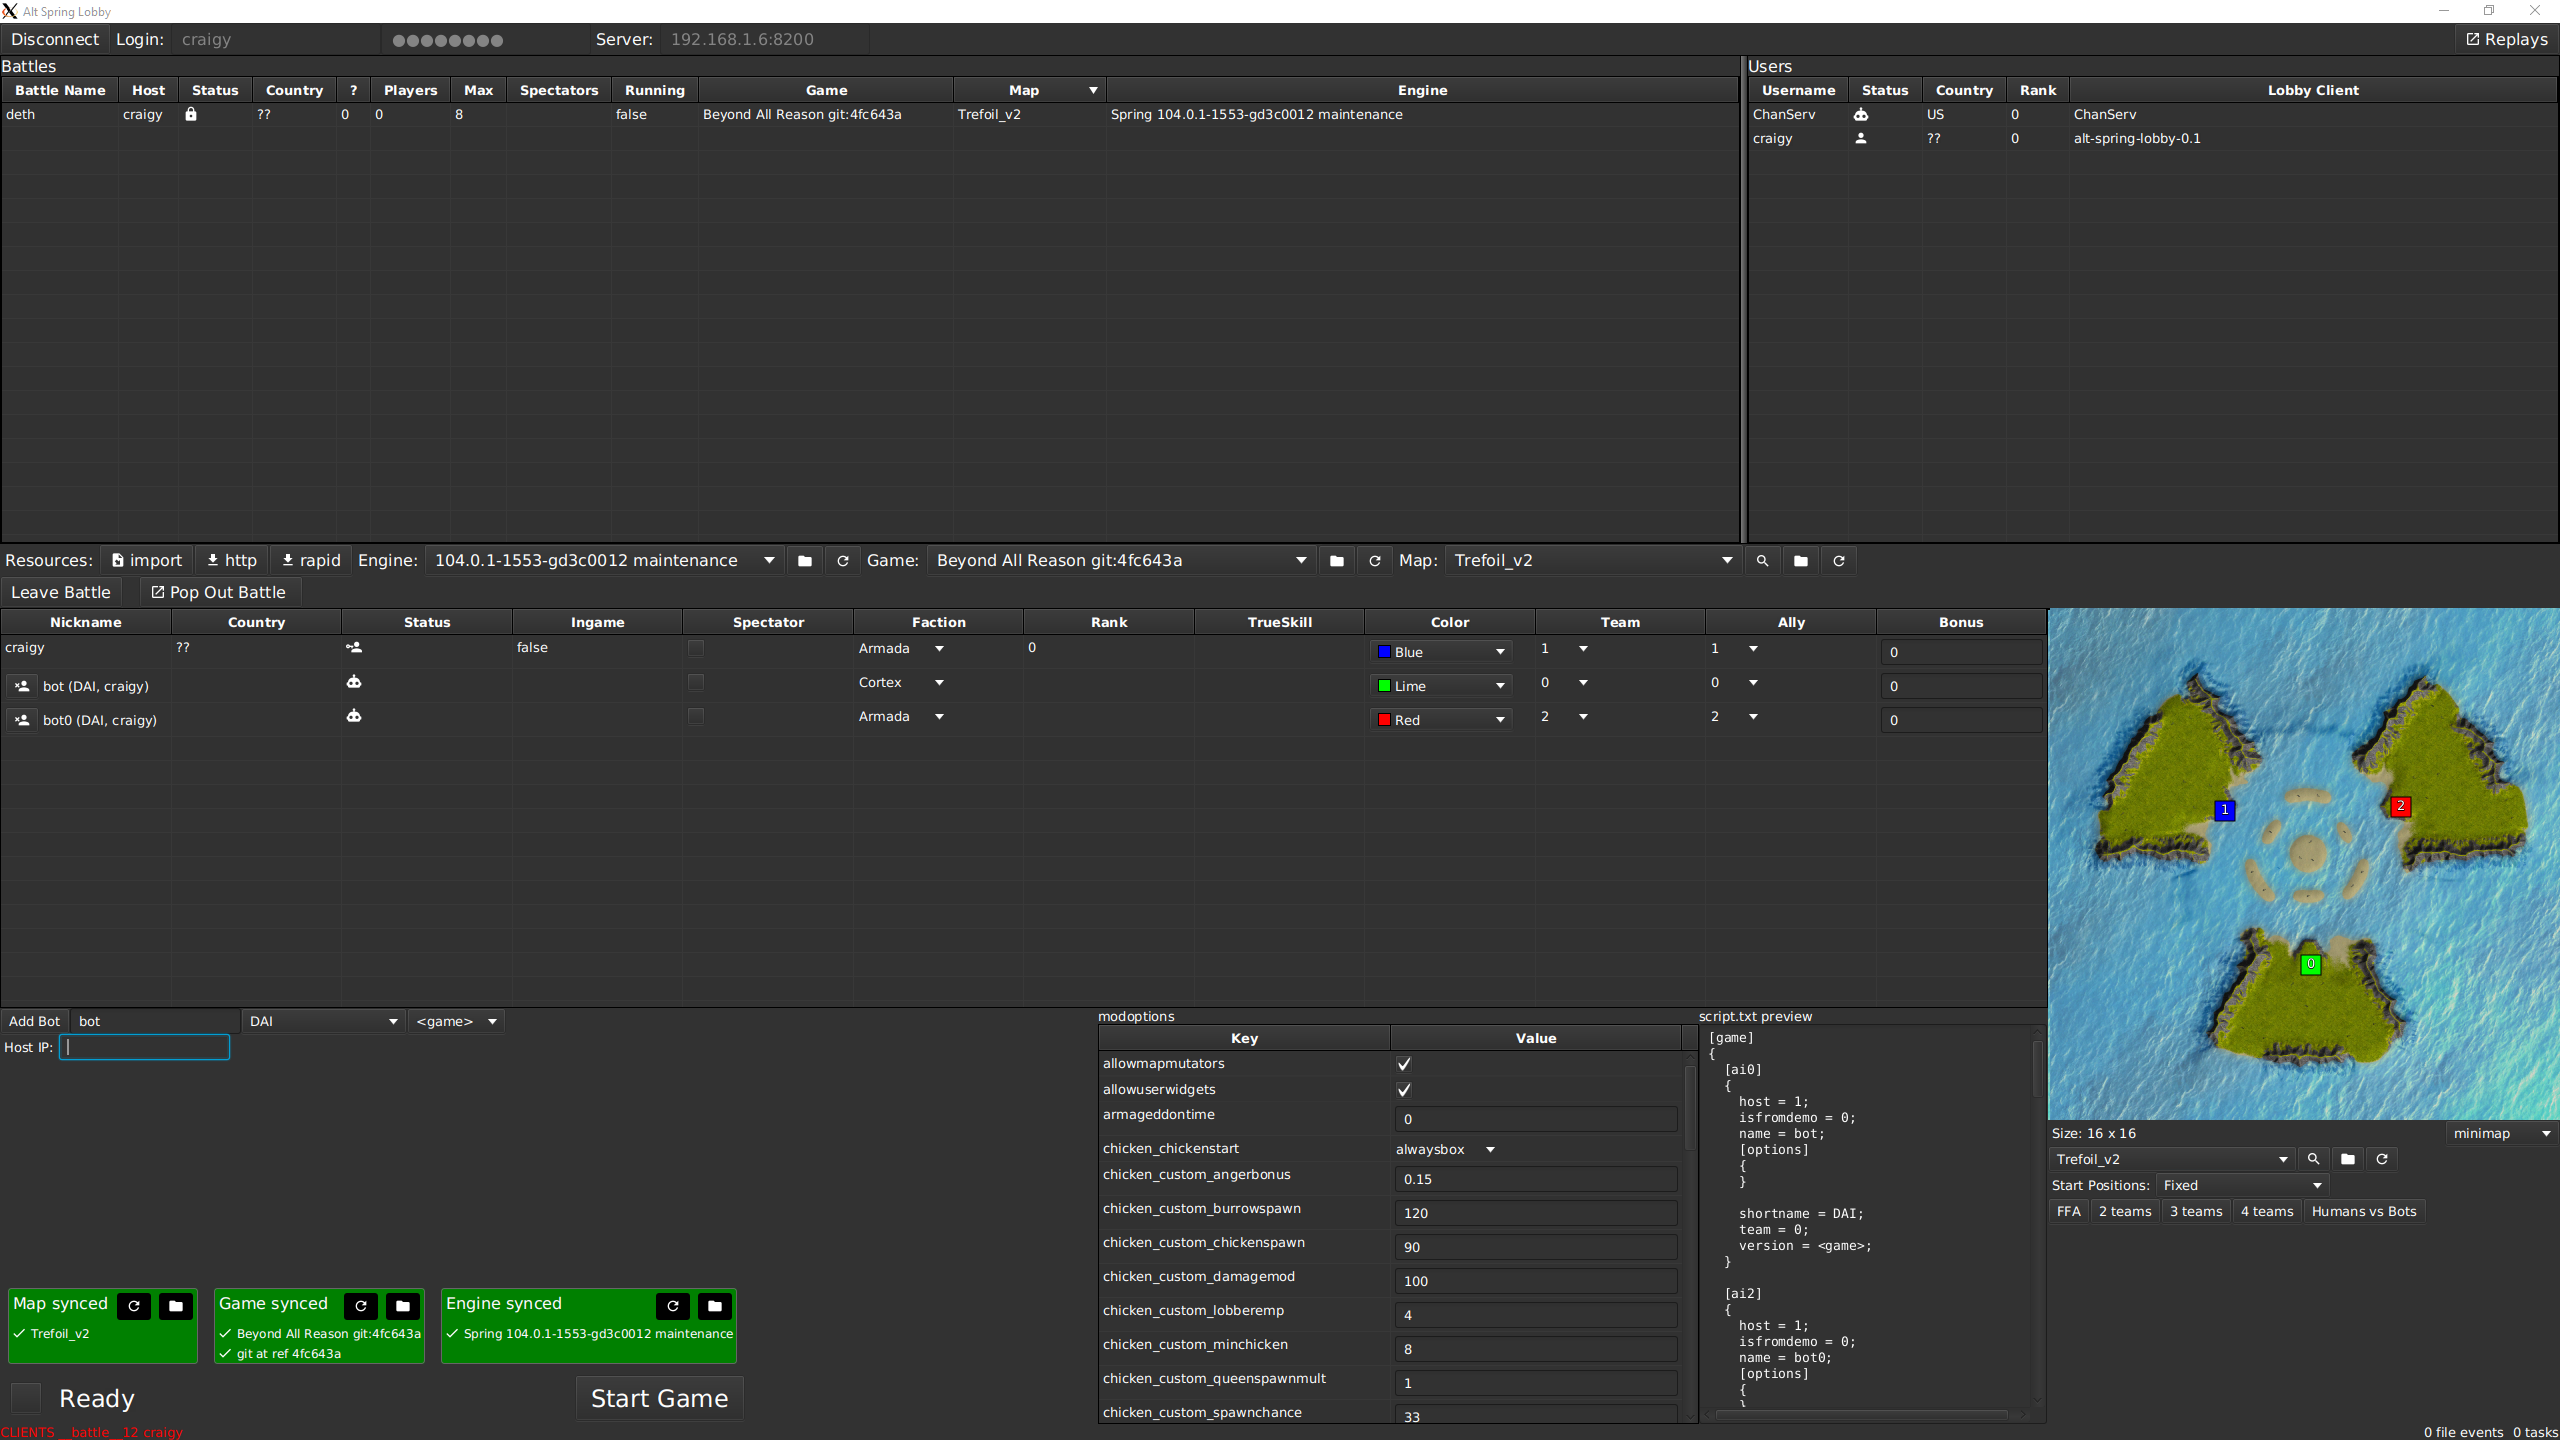 Alt Spring Lobby
Disconnect Login: craigy ●●●●●●●● Server: 192.168.1.6:8200 Replays
Battles
Battle Name Host Status Country ? Players Max Spectators Running Game Map Engine
deth craigy ?? 0 0 8 false Beyond All Reason git:4fc643a Trefoil_v2 Spring 104.0.1-1553-gd3c0012 maintenance
Users
Username Status Country Rank Lobby Client
ChanServ US 0 ChanServ
craigy ?? 0 alt-spring-lobby-0.1
Resources: import http rapid Engine: 104.0.1-1553-gd3c0012 maintenance Game: Beyond All Reason git:4fc643a Map: Trefoil_v2
Leave Battle Pop Out Battle
Nickname Country Status Ingame Spectator Faction Rank TrueSkill Color Team Ally Bonus
craigy ?? false Armada 0 Blue 1 1 0
bot (DAI, craigy) Cortex Lime 0 0 0
bot0 (DAI, craigy) Armada Red 2 2 0
1
2
0
Add Bot bot DAI <game>
Host IP:
Map synced
Trefoil_v2
Game synced
Beyond All Reason git:4fc643a
git at ref 4fc643a
Engine synced
Spring 104.0.1-1553-gd3c0012 maintenance
Ready Start Game
CLIENTS __battle__12 craigy
modoptions
Key Value
allowmapmutators
allowuserwidgets
armageddontime 0
chicken_chickenstart alwaysbox
chicken_custom_angerbonus 0.15
chicken_custom_burrowspawn 120
chicken_custom_chickenspawn 90
chicken_custom_damagemod 100
chicken_custom_lobberemp 4
chicken_custom_minchicken 8
chicken_custom_queenspawnmult 1
chicken_custom_spawnchance 33
script.txt preview
[game]
{
[ai0]
{
host = 1;
isfromdemo = 0;
name = bot;
[options]
{
}
shortname = DAI;
team = 0;
version = <game>;
}
[ai2]
{
host = 1;
isfromdemo = 0;
name = bot0;
[options]
{
}
Size: 16 x 16 minimap
Trefoil_v2
Start Positions: Fixed
FFA 2 teams 3 teams 4 teams Humans vs Bots
0 file events 0 tasks